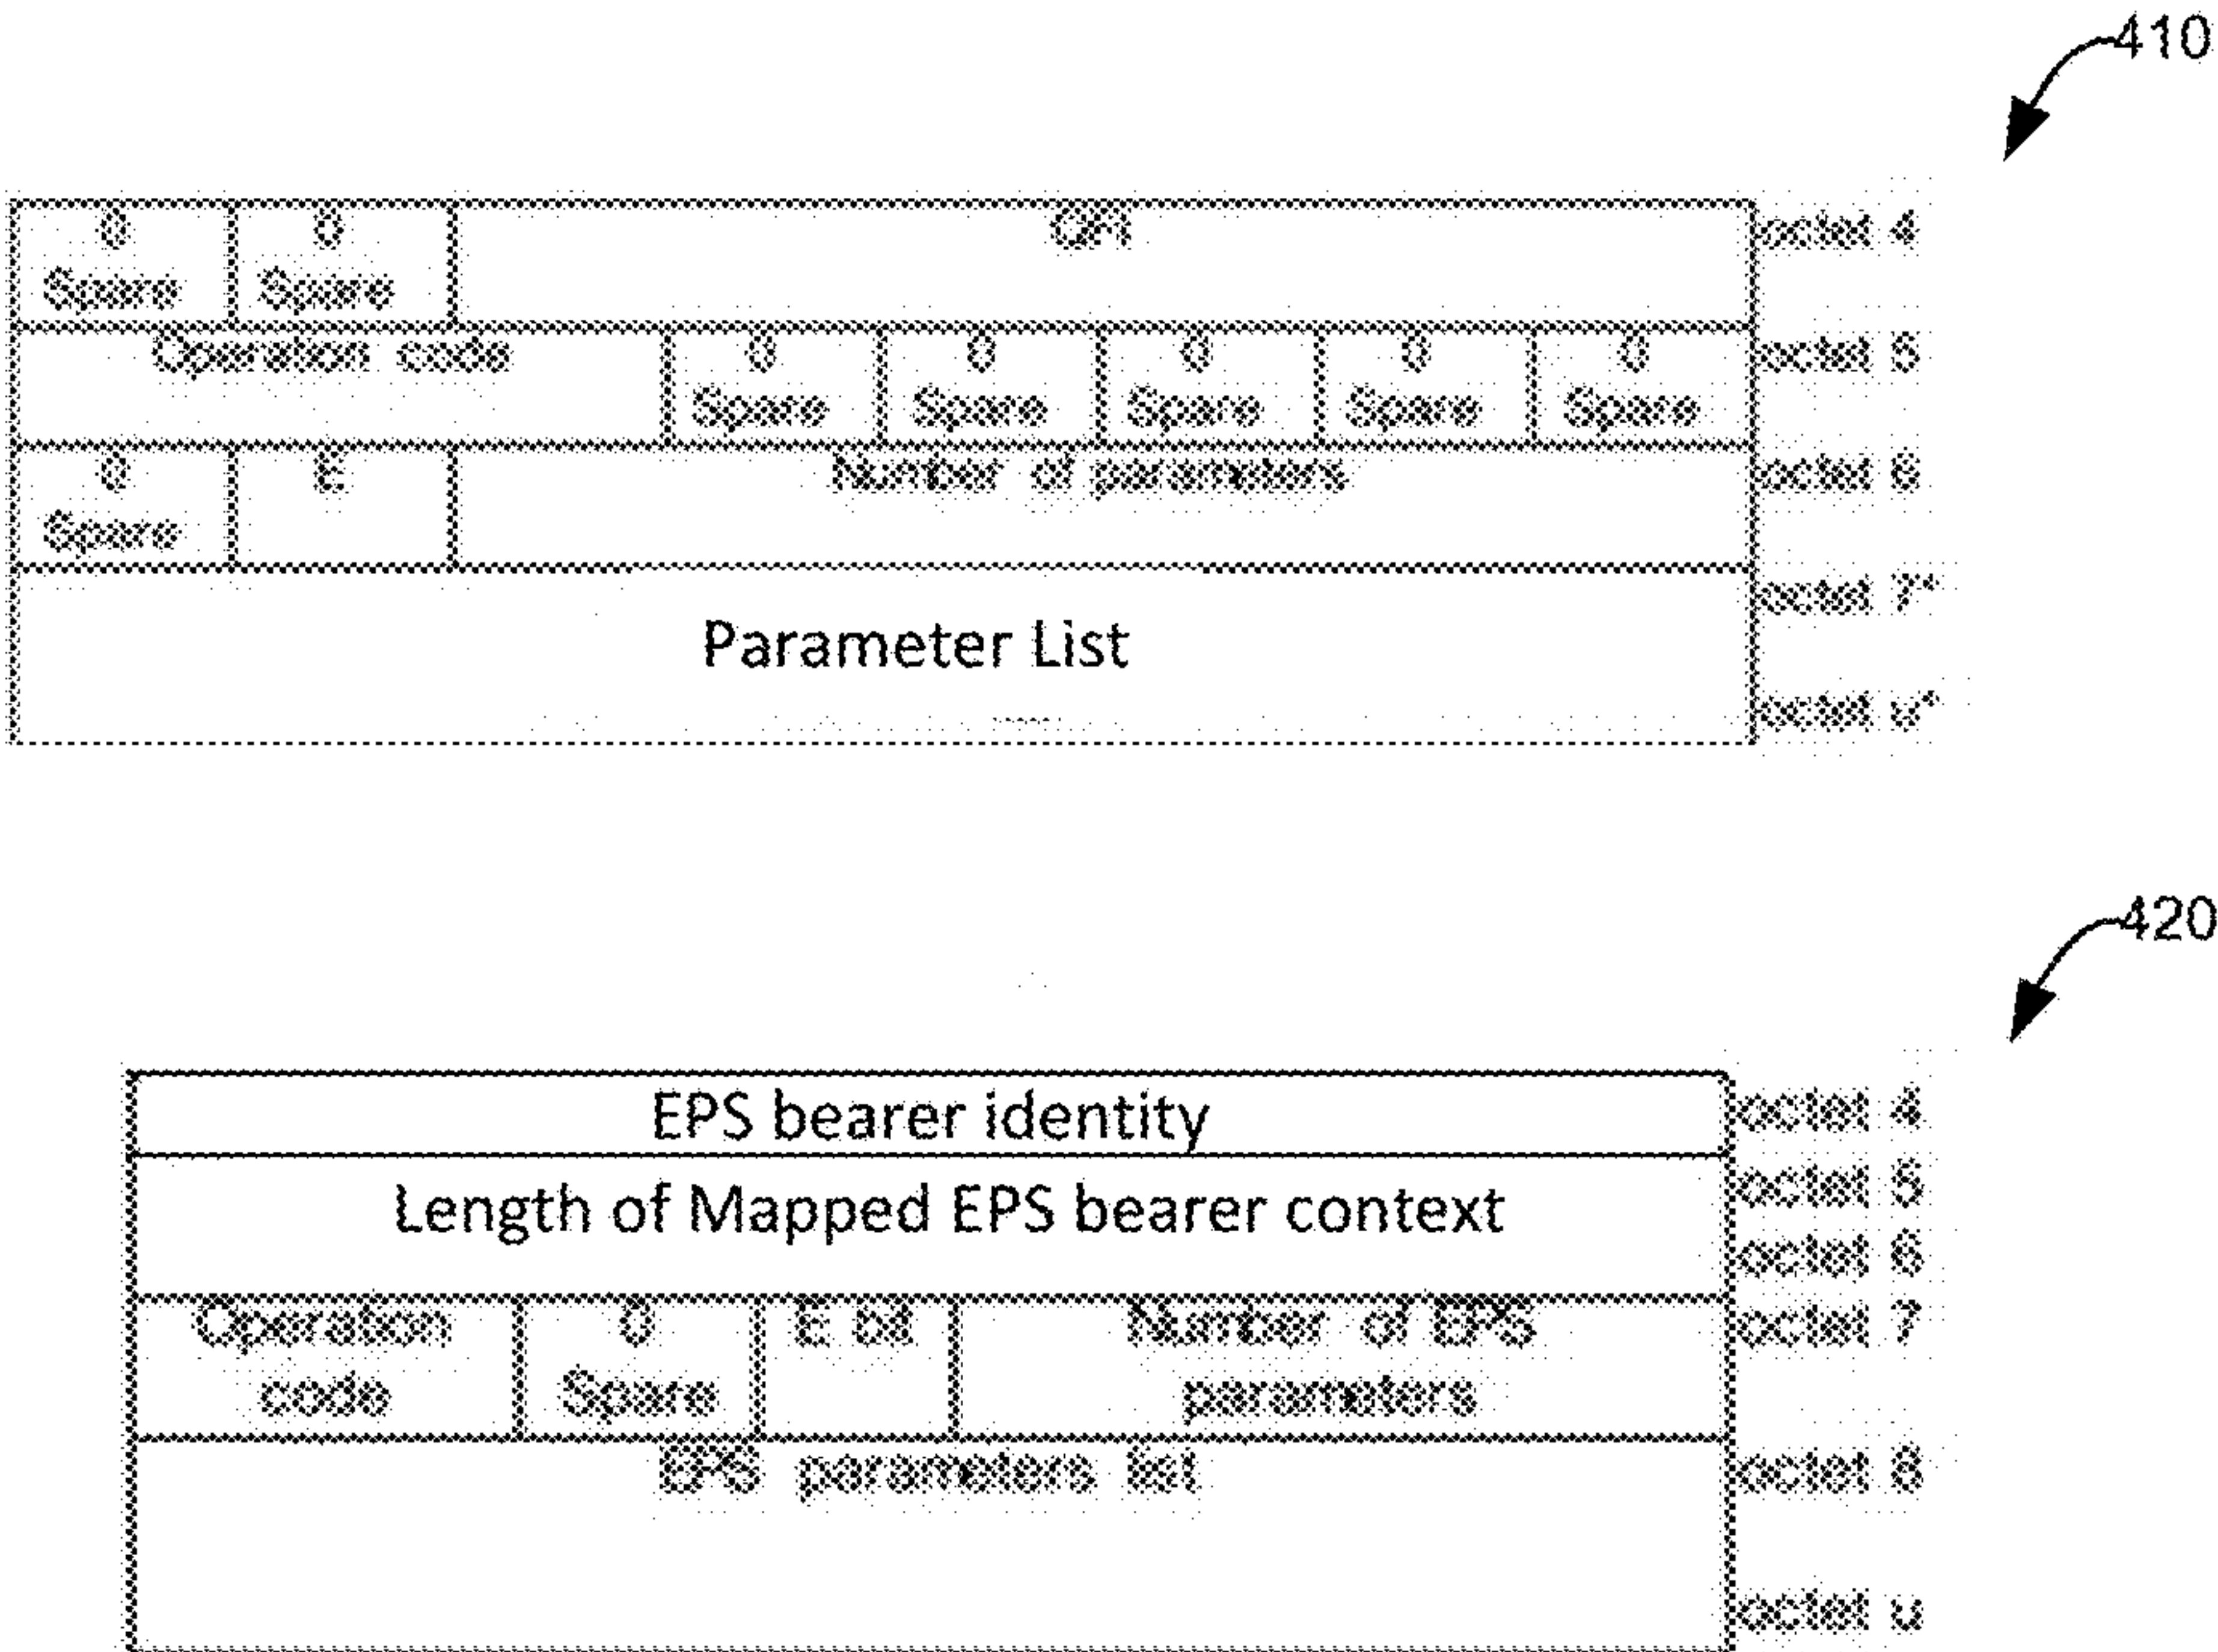 410
0 0 QFI octet 4
Spare Spare
Operation code 0 0 0 0 0 octet 5
Spare Spare Spare Spare Spare
0 E Number of parameters octet 6
Spare
octet 7*
Parameter List
octet u*
420
EPS bearer identity octet 4
Length of Mapped EPS bearer context octet 5
octet 6
Operation 0 E bit Number of EPS octet 7
code Spare parameters
EPS parameters list octet 8
octet u